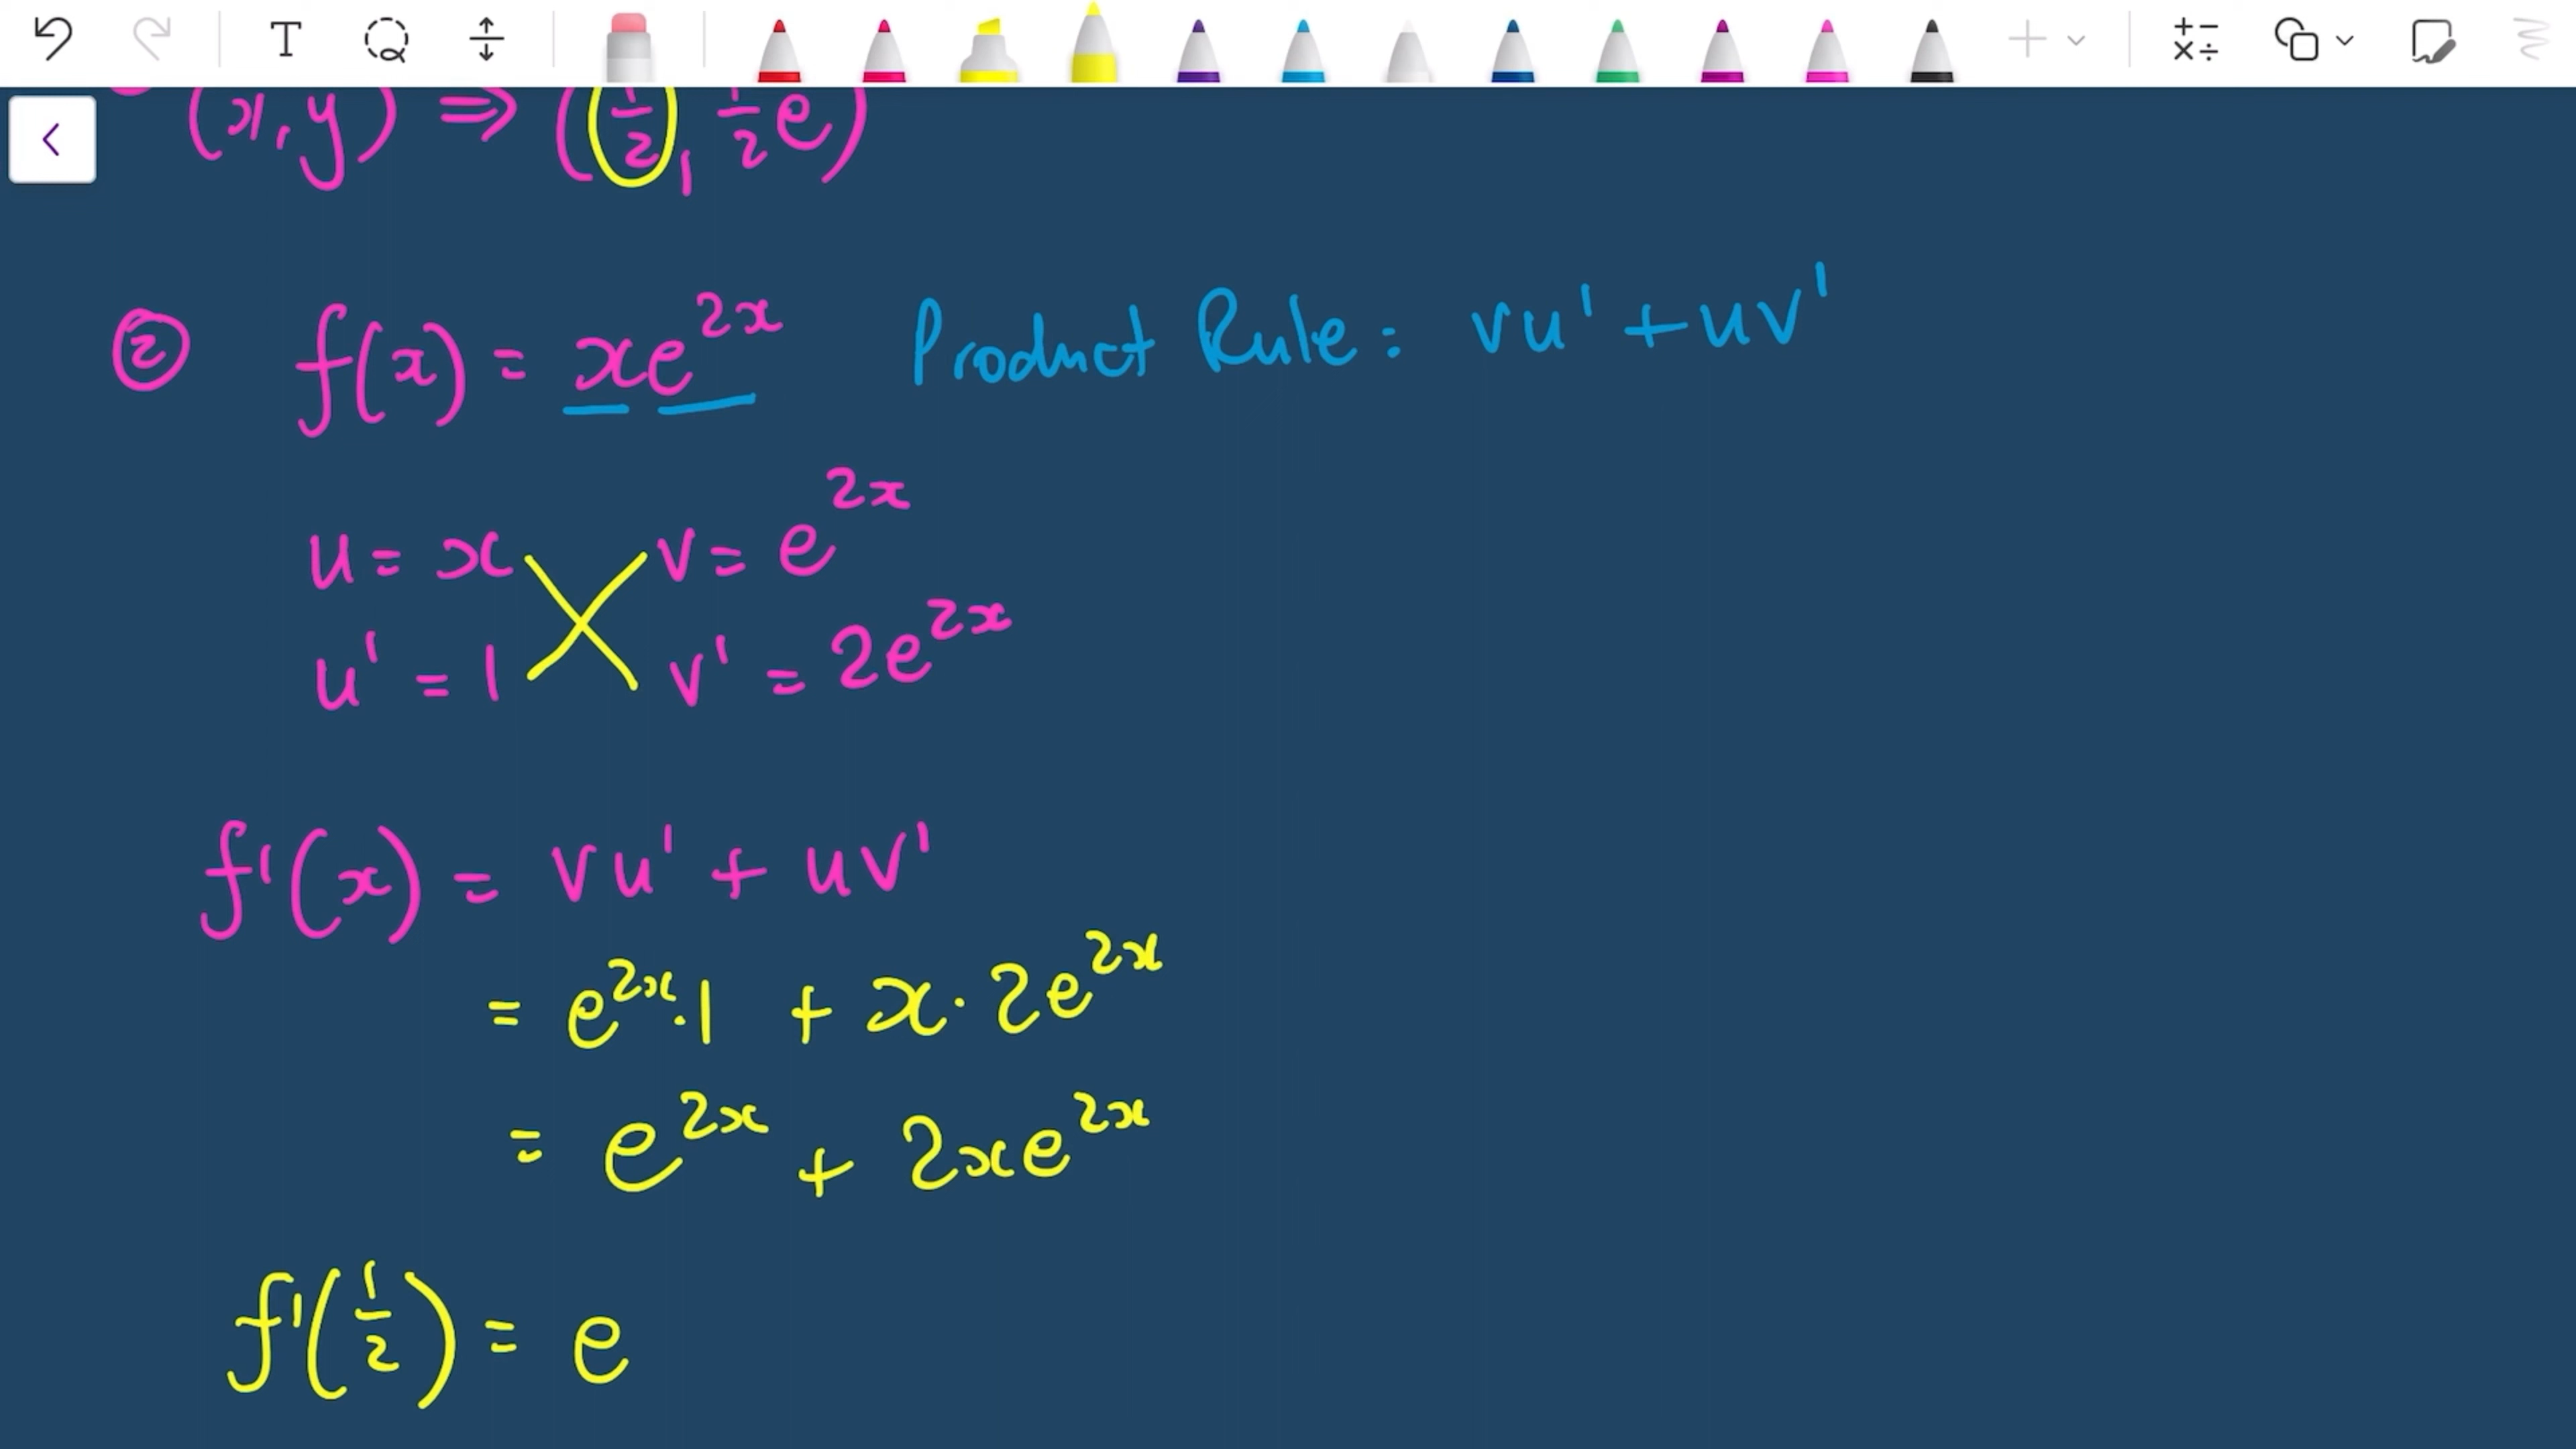 T
(x, y) ⇒ (1/2, 1/2 e)
② f(x) = xe^{2x} Product Rule: vu' + uv'
u = x v = e^{2x}
u' = 1 v' = 2e^{2x}
f'(x) = vu' + uv'
= e^{2x}·1 + x·2e^{2x}
= e^{2x} + 2xe^{2x}
f'(1/2) = e